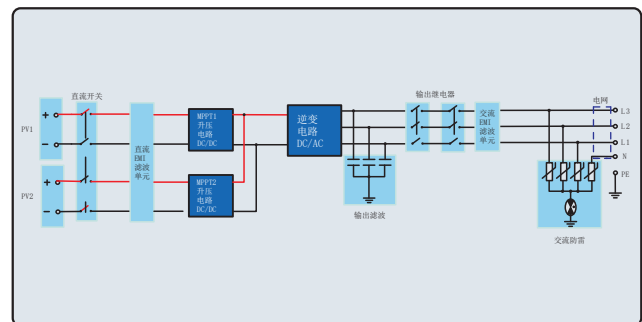 直流开关
PV1
+
−
PV2
+
−
直流
EMI
滤波
单元
MPPT1
升压
电路
DC/DC
MPPT2
升压
电路
DC/DC
逆变
电路
DC/AC
输出滤波
输出继电器
交流
EMI
滤波
单元
电网
L3
L2
L1
N
PE
交流防雷